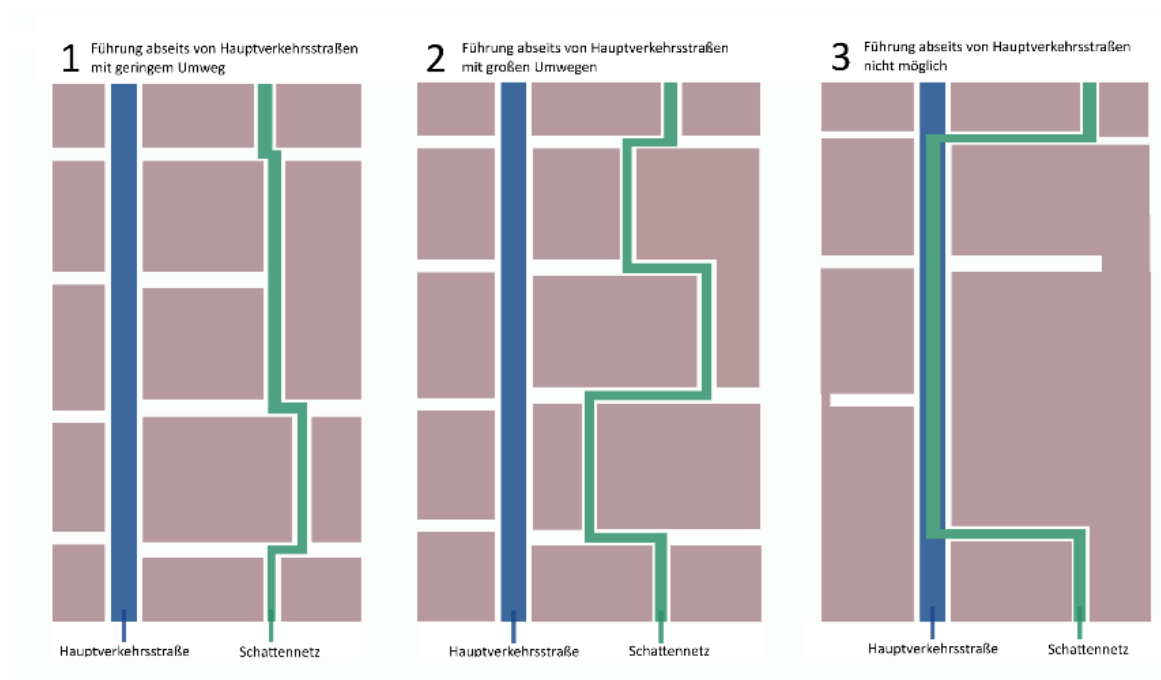 1 Führung abseits von Hauptverkehrsstraßen
mit geringem Umweg
2 Führung abseits von Hauptverkehrsstraßen
mit großen Umwegen
3 Führung abseits von Hauptverkehrsstraßen
nicht möglich
Hauptverkehrsstraße Schattennetz
Hauptverkehrsstraße Schattennetz
Hauptverkehrsstraße Schattennetz